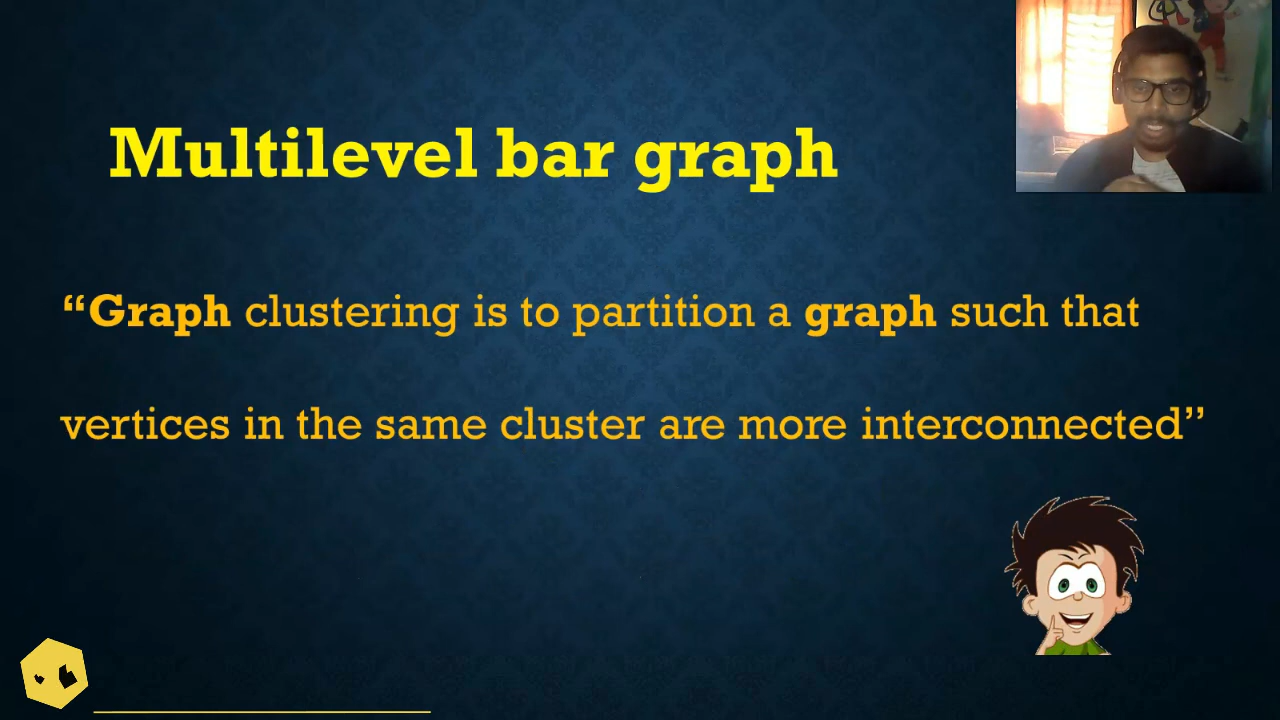 Multilevel bar graph
“Graph clustering is to partition a graph such that
vertices in the same cluster are more interconnected”